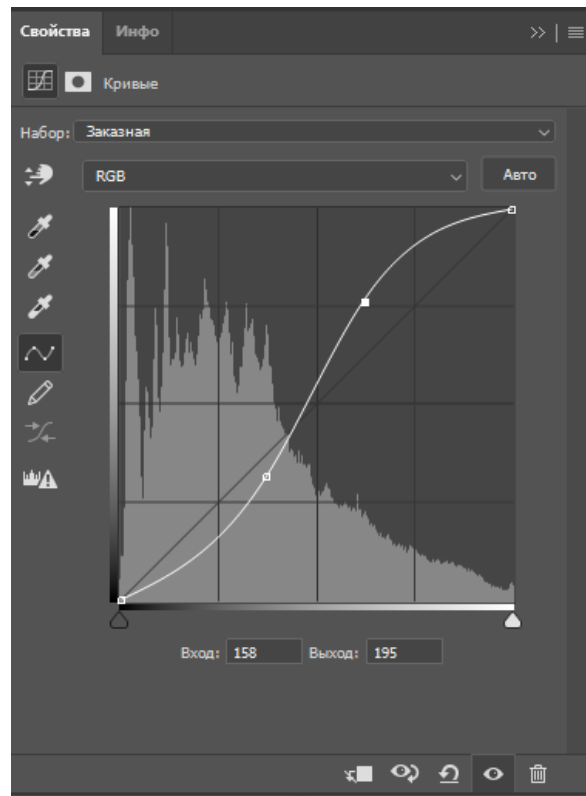 Свойства Инфо
Кривые
Набор: Заказная
RGB Авто
Вход: 158 Выход: 195